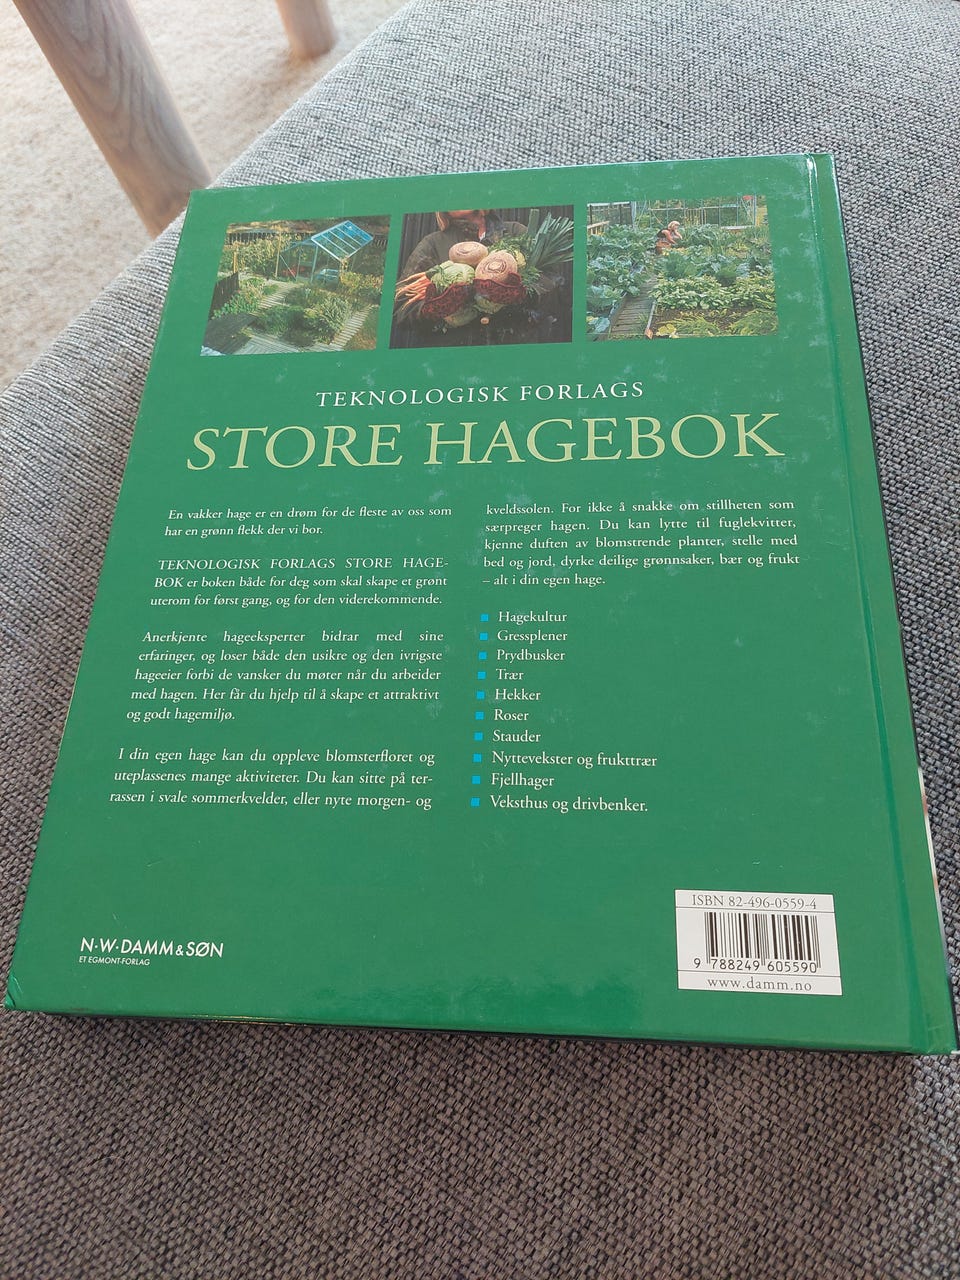 TEKNOLOGISK FORLAGS
STORE HAGEBOK
En vakker hage er en drøm for de fleste av oss som
har en grønn flekk der vi bor.
TEKNOLOGISK FORLAGS STORE HAGE-
BOK er boken både for deg som skal skape et grønt
uterom for først gang, og for den viderekommende.
Anerkjente hageeksperter bidrar med sine
erfaringer, og loser både den usikre og den ivrigste
hageeier forbi de vansker du møter når du arbeider
med hagen. Her får du hjelp til å skape et attraktivt
og godt hagemiljø.
I din egen hage kan du oppleve blomsterfloret og
uteplassenes mange aktiviteter. Du kan sitte på ter-
rassen i svale sommerkvelder, eller nyte morgen- og
kveldssolen. For ikke å snakke om stillheten som
særpreger hagen. Du kan lytte til fuglekvitter,
kjenne duften av blomstrende planter, stelle med
bed og jord, dyrke deilige grønnsaker, bær og frukt
– alt i din egen hage.
Hagekultur
Gressplener
Prydbusker
Trær
Hekker
Roser
Stauder
Nyttevekster og frukttrær
Fjellhager
Veksthus og drivbenker.
N·W·DAMM & SØN
ET EGMONT-FORLAG
ISBN 82-496-0559-4
9 788249 605590
www.damm.no